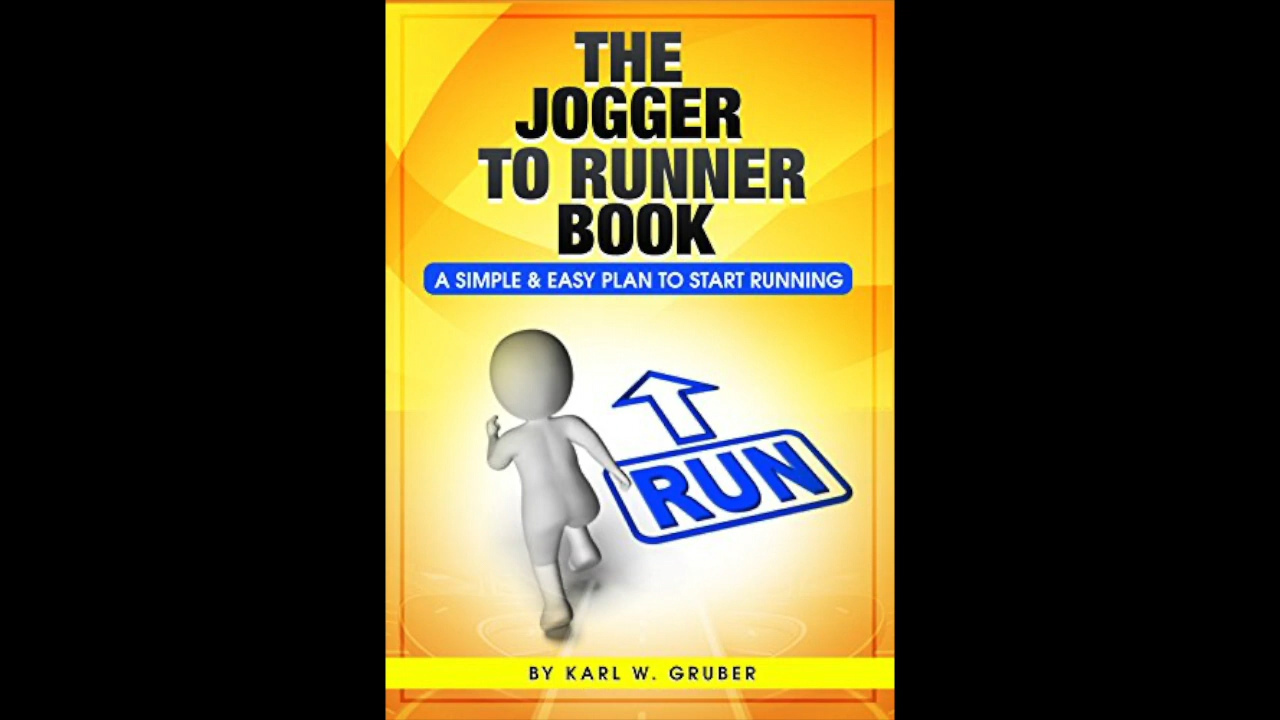 THE
JOGGER
TO RUNNER
BOOK
A SIMPLE & EASY PLAN TO START RUNNING
RUN
BY KARL W. GRUBER